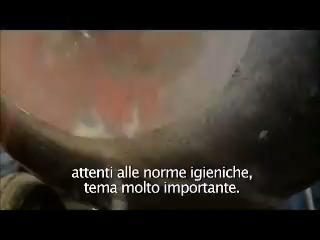 attenti alle norme igieniche,
tema molto importante.